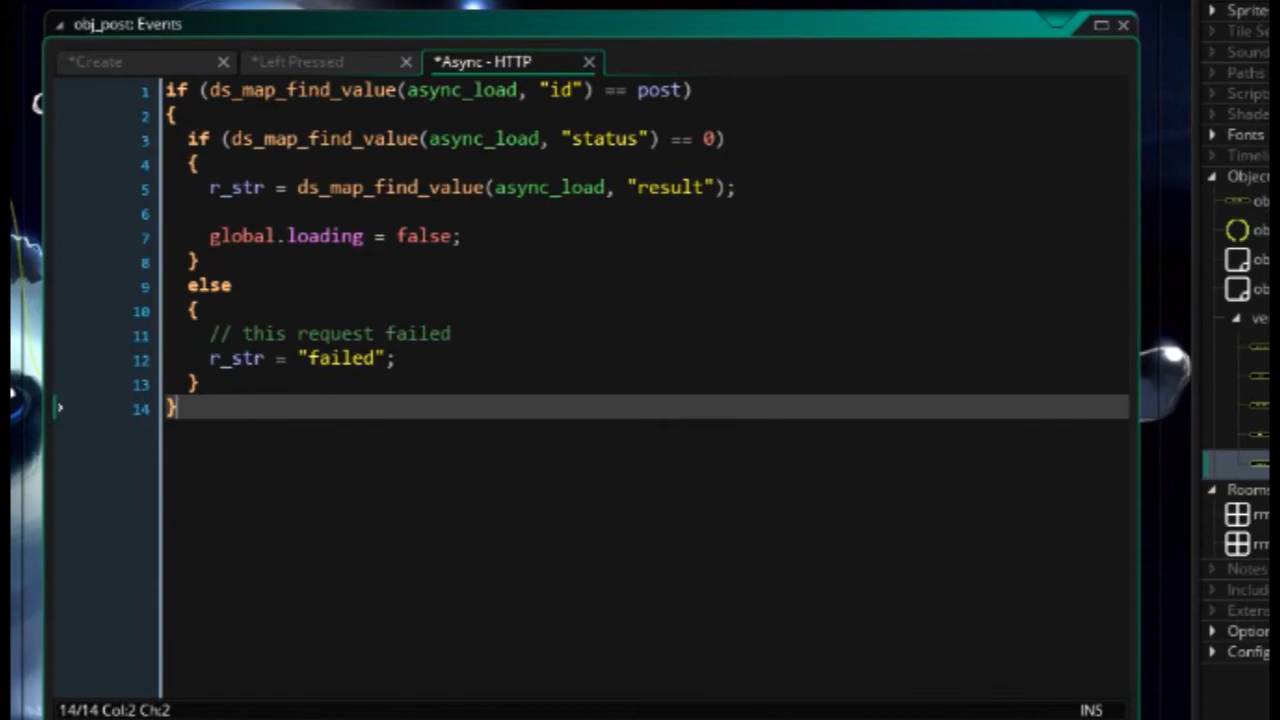 obj_post: Events
*Create
*Left Pressed
*Async - HTTP
1 if (ds_map_find_value(async_load, "id") == post)
2 {
3 if (ds_map_find_value(async_load, "status") == 0)
4 {
5 r_str = ds_map_find_value(async_load, "result");
6
7 global.loading = false;
8 }
9 else
10 {
11 // this request failed
12 r_str = "failed";
13 }
14 }
14/14 Col:2 Ch:2
INS
Sprite
Tile Se
Sound
Paths
Scripts
Shade
Fonts
Timeli
Object
ob
ob
ob
ob
ve
Rooms
rm
rm
Notes
Include
Extens
Option
Config